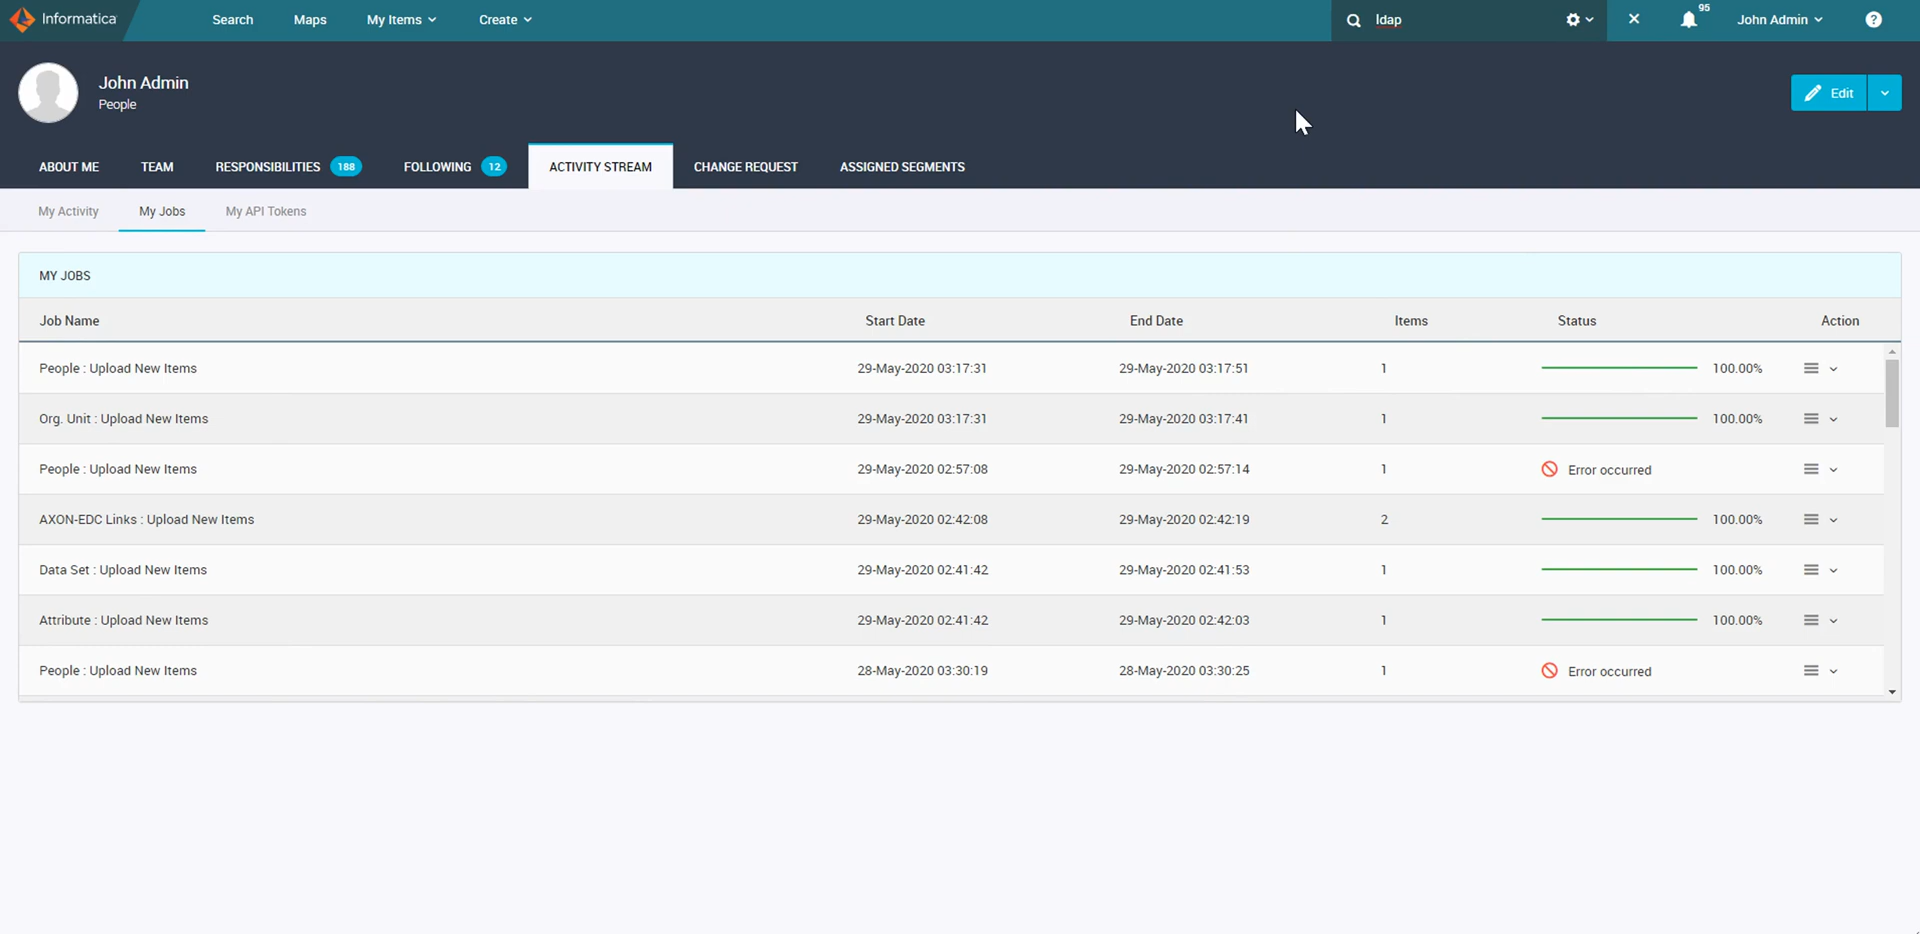 Informatica Search Maps My Items Create ldap 95 John Admin ?
John Admin
People
Edit
ABOUT ME TEAM RESPONSIBILITIES 188 FOLLOWING 12 ACTIVITY STREAM CHANGE REQUEST ASSIGNED SEGMENTS
My Activity My Jobs My API Tokens
MY JOBS
Job Name Start Date End Date Items Status Action
People : Upload New Items 29-May-2020 03:17:31 29-May-2020 03:17:51 1 100.00%
Org. Unit : Upload New Items 29-May-2020 03:17:31 29-May-2020 03:17:41 1 100.00%
People : Upload New Items 29-May-2020 02:57:08 29-May-2020 02:57:14 1 Error occurred
AXON-EDC Links : Upload New Items 29-May-2020 02:42:08 29-May-2020 02:42:19 2 100.00%
Data Set : Upload New Items 29-May-2020 02:41:42 29-May-2020 02:41:53 1 100.00%
Attribute : Upload New Items 29-May-2020 02:41:42 29-May-2020 02:42:03 1 100.00%
People : Upload New Items 28-May-2020 03:30:19 28-May-2020 03:30:25 1 Error occurred